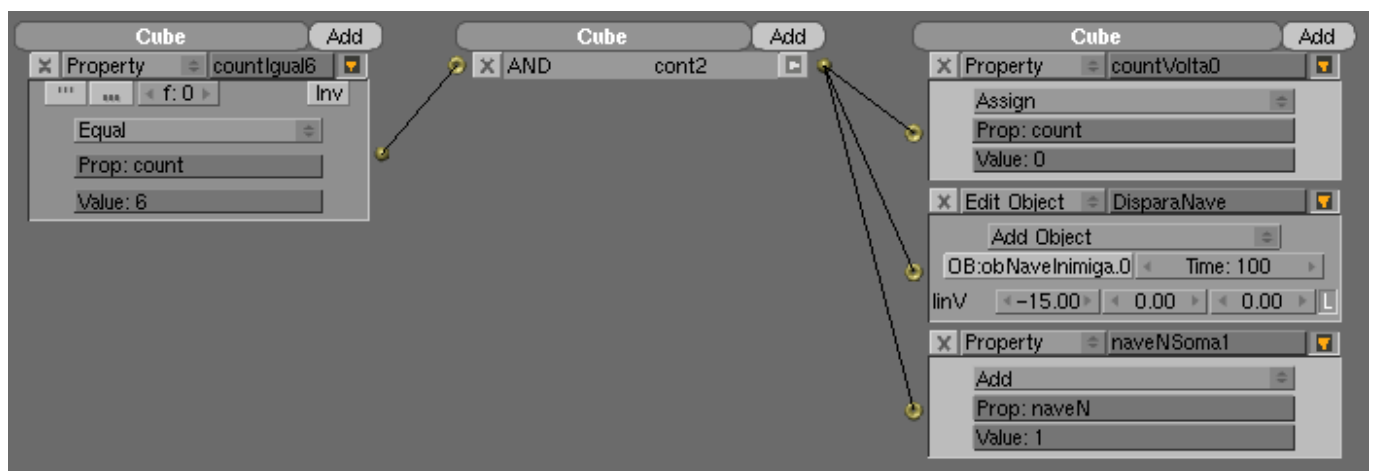 Cube Add
Property countIgual6
f: 0 Inv
Equal
Prop: count
Value: 6
Cube Add
AND cont2
Cube Add
Property countVolta0
Assign
Prop: count
Value: 0
Edit Object DisparaNave
Add Object
OB:obNaveInimiga.0 Time: 100
linV -15.00 0.00 0.00 L
Property naveNSoma1
Add
Prop: naveN
Value: 1